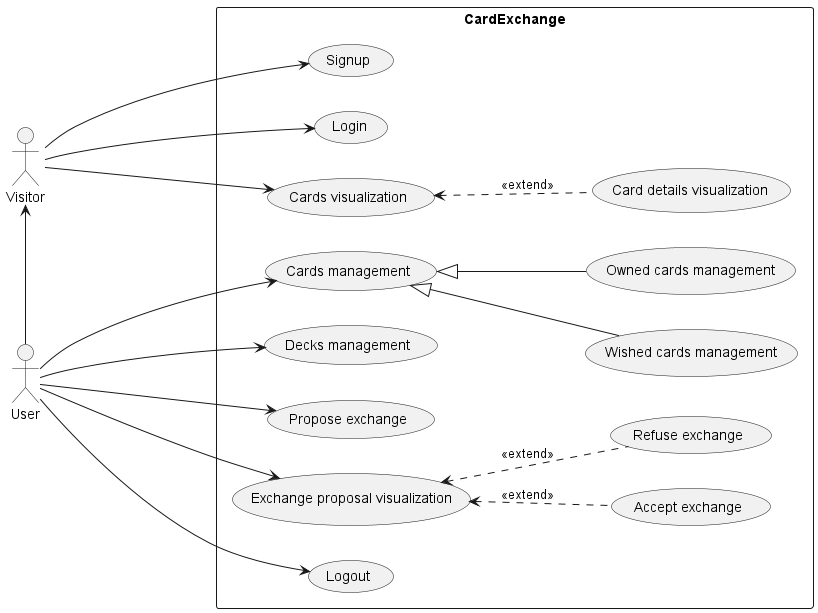 CardExchange
Signup
Login
Visitor
Cards visualization
«extend»
Card details visualization
Cards management
Owned cards management
Decks management
Wished cards management
User
Propose exchange
Refuse exchange
«extend»
Exchange proposal visualization
«extend»
Accept exchange
Logout